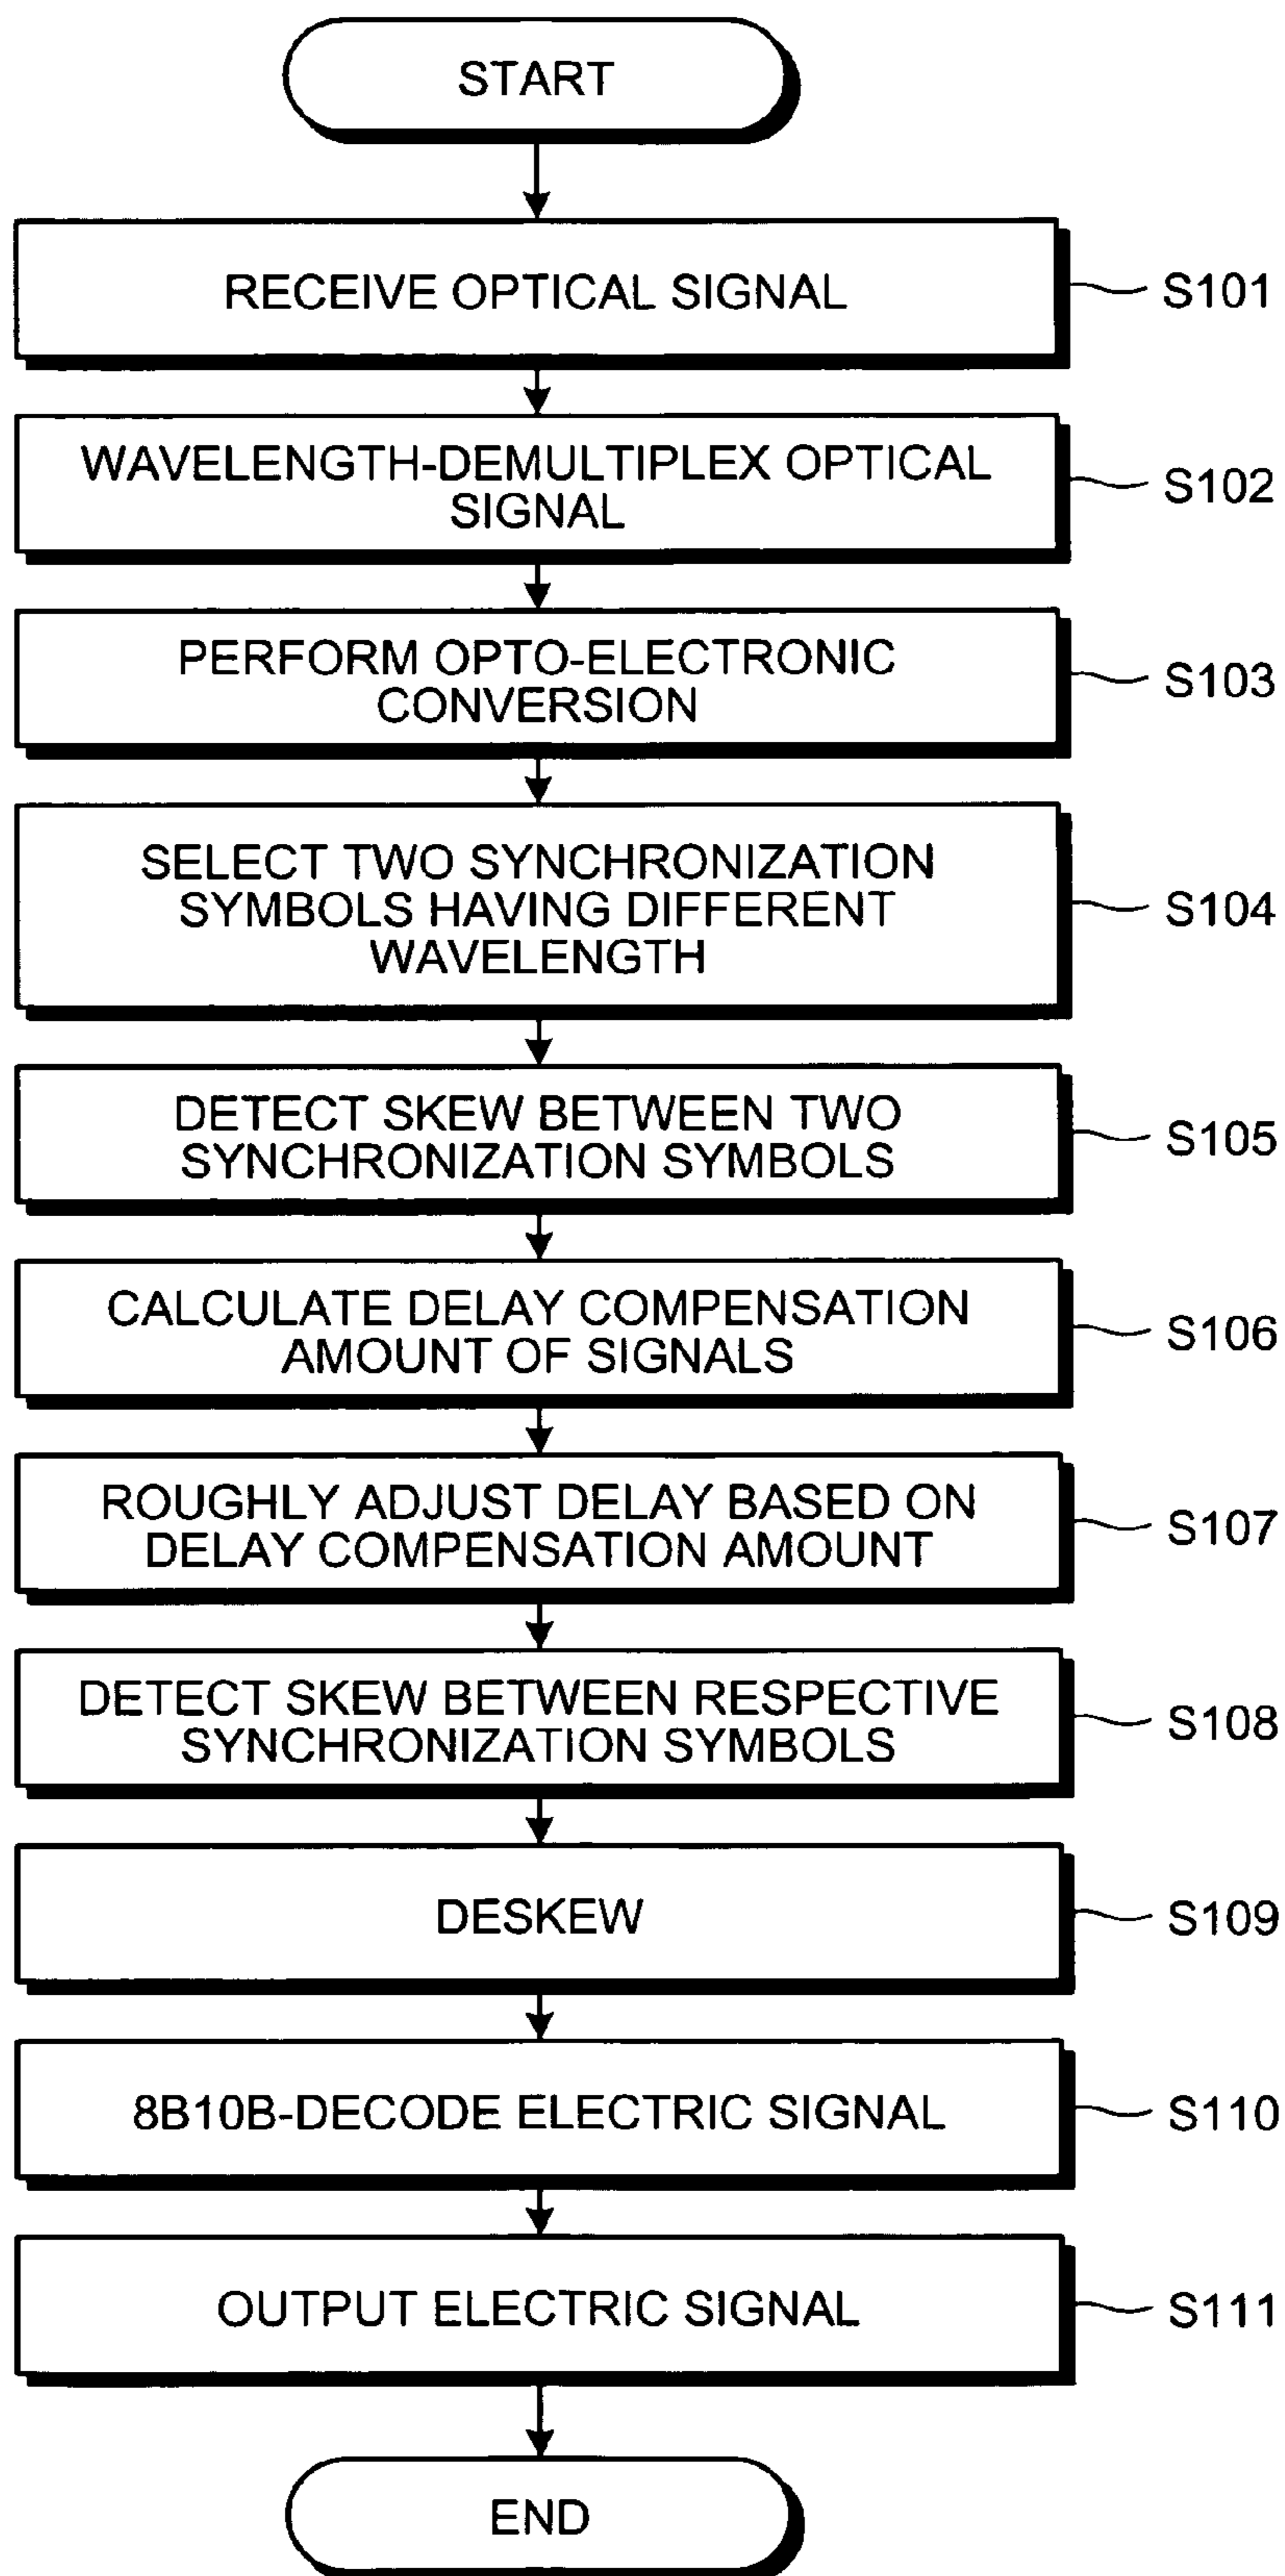 START
RECEIVE OPTICAL SIGNAL
S101
WAVELENGTH-DEMULTIPLEX OPTICAL
SIGNAL
S102
PERFORM OPTO-ELECTRONIC
CONVERSION
S103
SELECT TWO SYNCHRONIZATION
SYMBOLS HAVING DIFFERENT
WAVELENGTH
S104
DETECT SKEW BETWEEN TWO
SYNCHRONIZATION SYMBOLS
S105
CALCULATE DELAY COMPENSATION
AMOUNT OF SIGNALS
S106
ROUGHLY ADJUST DELAY BASED ON
DELAY COMPENSATION AMOUNT
S107
DETECT SKEW BETWEEN RESPECTIVE
SYNCHRONIZATION SYMBOLS
S108
DESKEW
S109
8B10B-DECODE ELECTRIC SIGNAL
S110
OUTPUT ELECTRIC SIGNAL
S111
END